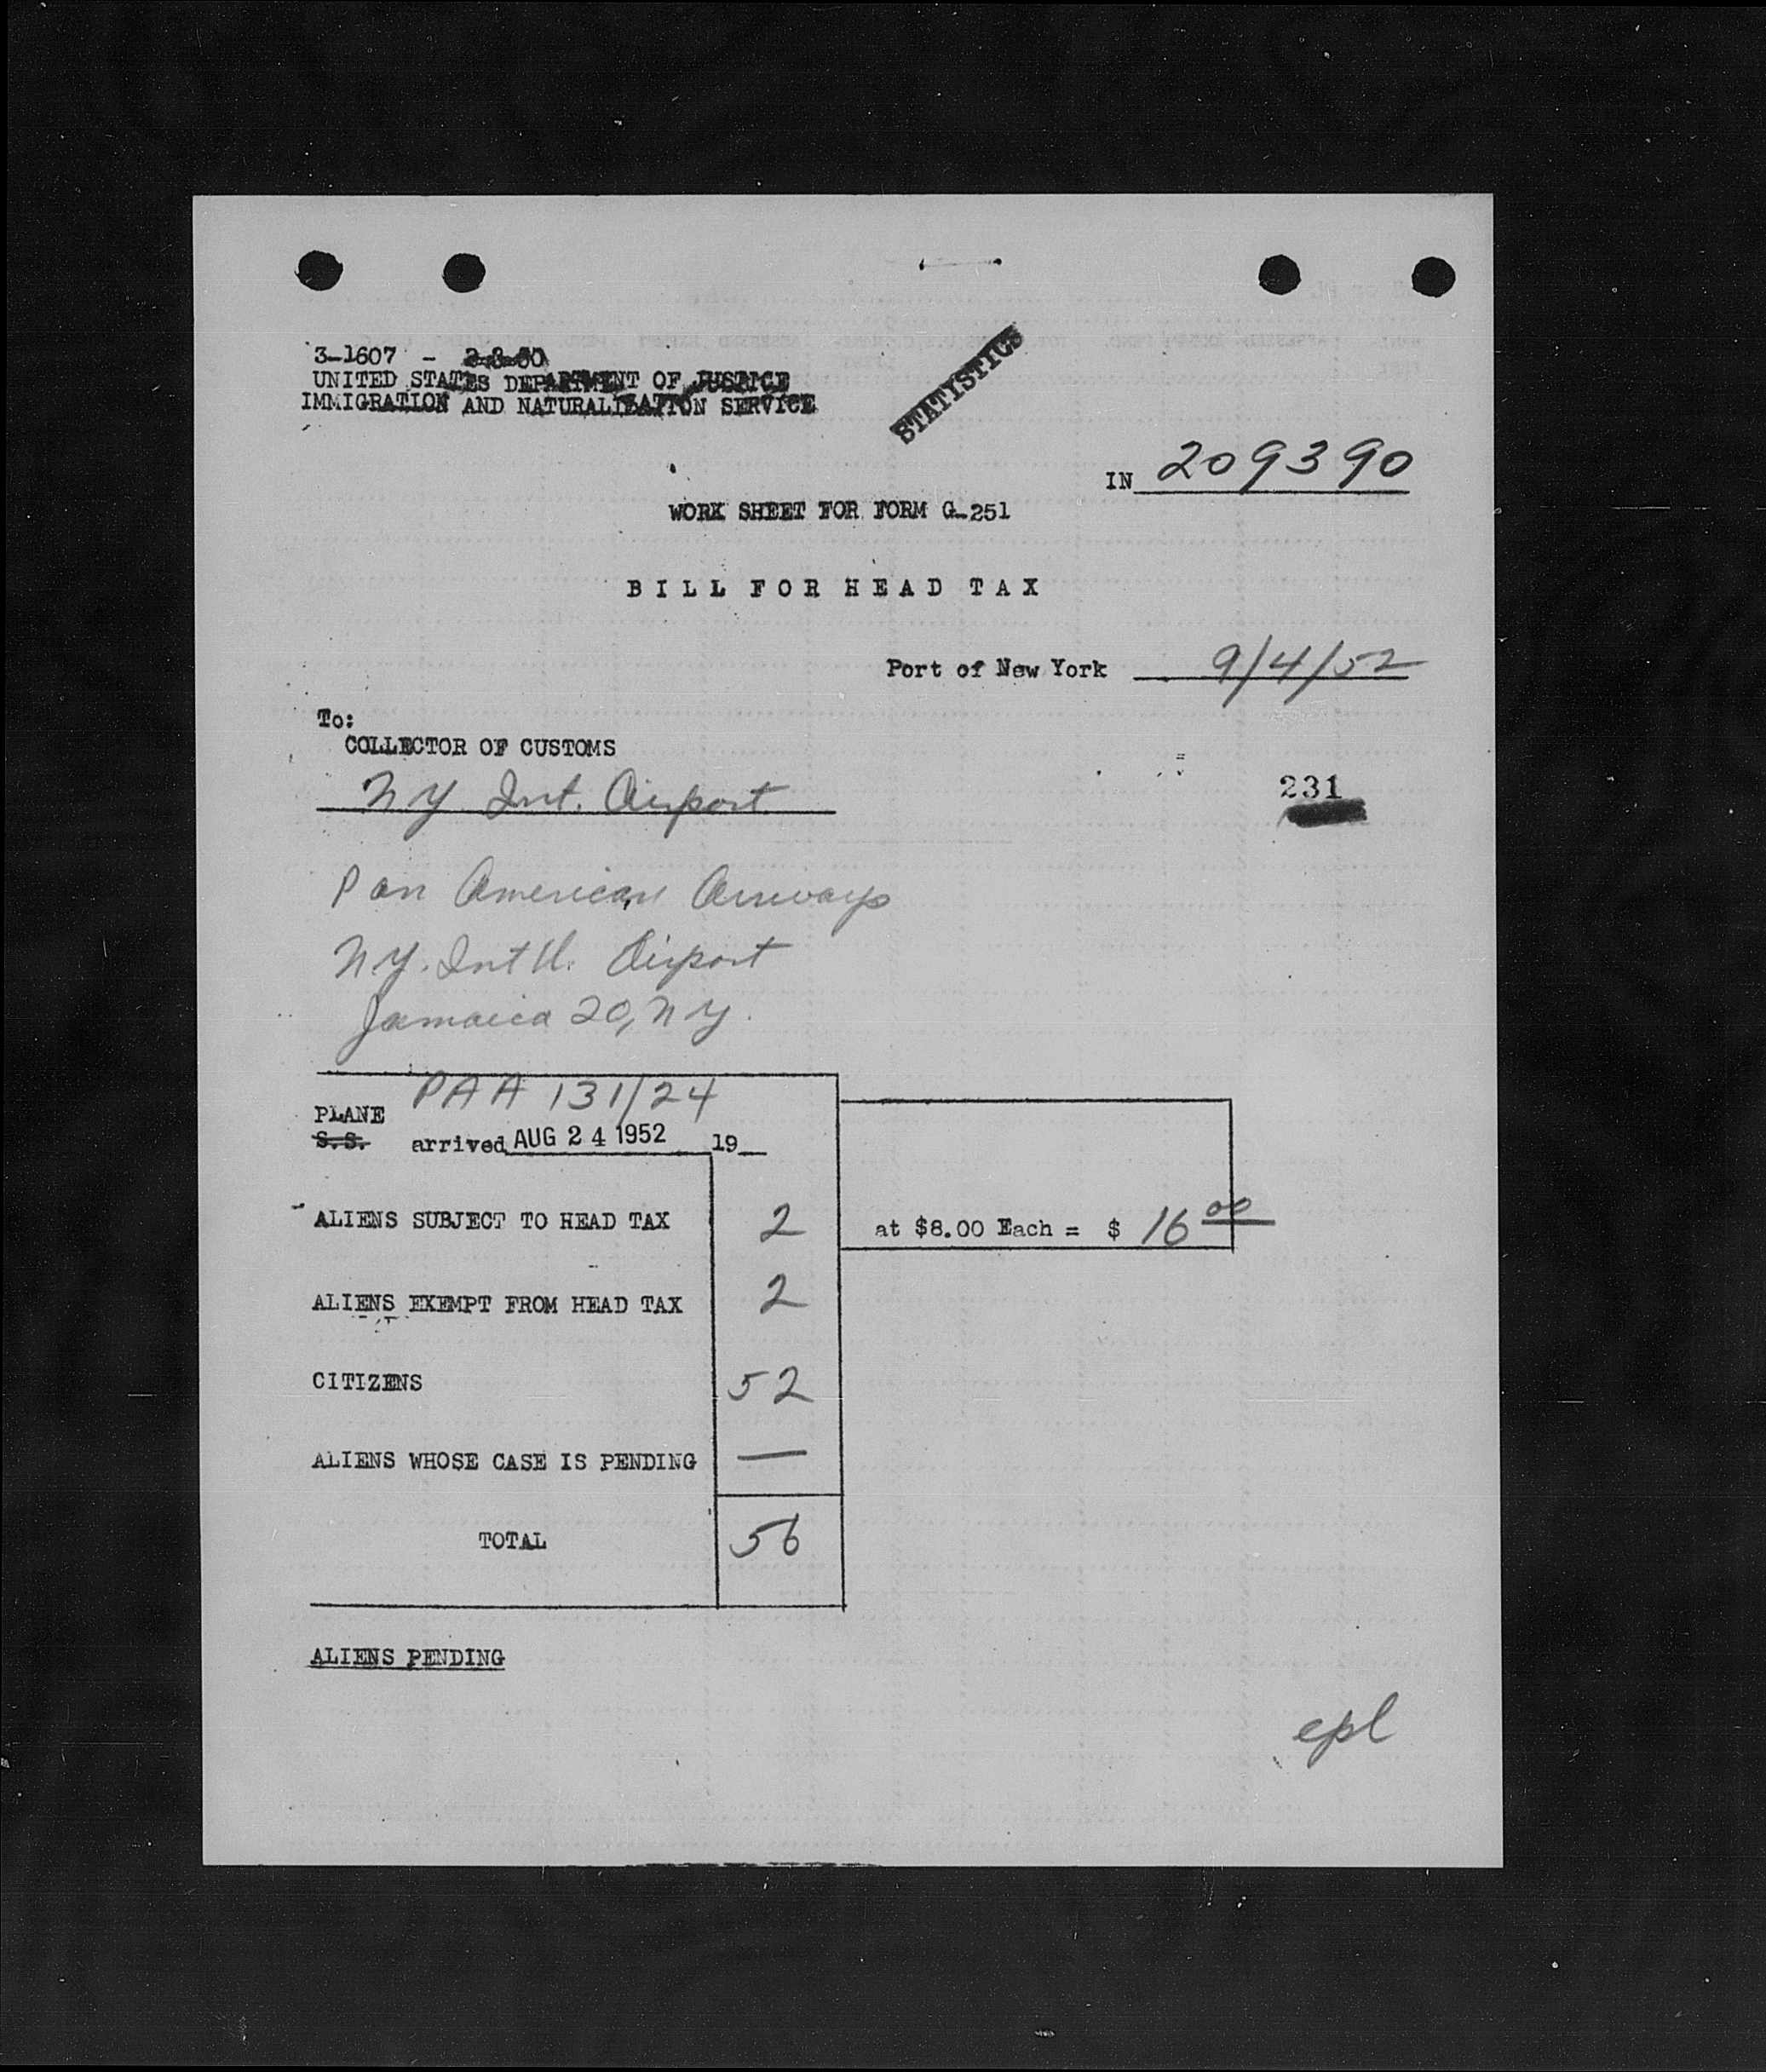 3-1607 - 2-8-50
UNITED STATES DEPARTMENT OF JUSTICE
IMMIGRATION AND NATURALIZATION SERVICE
STATISTICS
IN 209390
WORK SHEET FOR FORM G-251
BILL FOR HEAD TAX
Port of New York 9/4/52
To:
COLLECTOR OF CUSTOMS
NY Int. Airport
231
Pan American Airways
NY. Int'l. Airport
Jamaica 20, NY.
PAA 131/24
PLANE
S.S. arrived AUG 24 1952 19
ALIENS SUBJECT TO HEAD TAX 2 at $8.00 Each = $ 16 00
ALIENS EXEMPT FROM HEAD TAX 2
CITIZENS 52
ALIENS WHOSE CASE IS PENDING —
TOTAL 56
ALIENS PENDING
epl